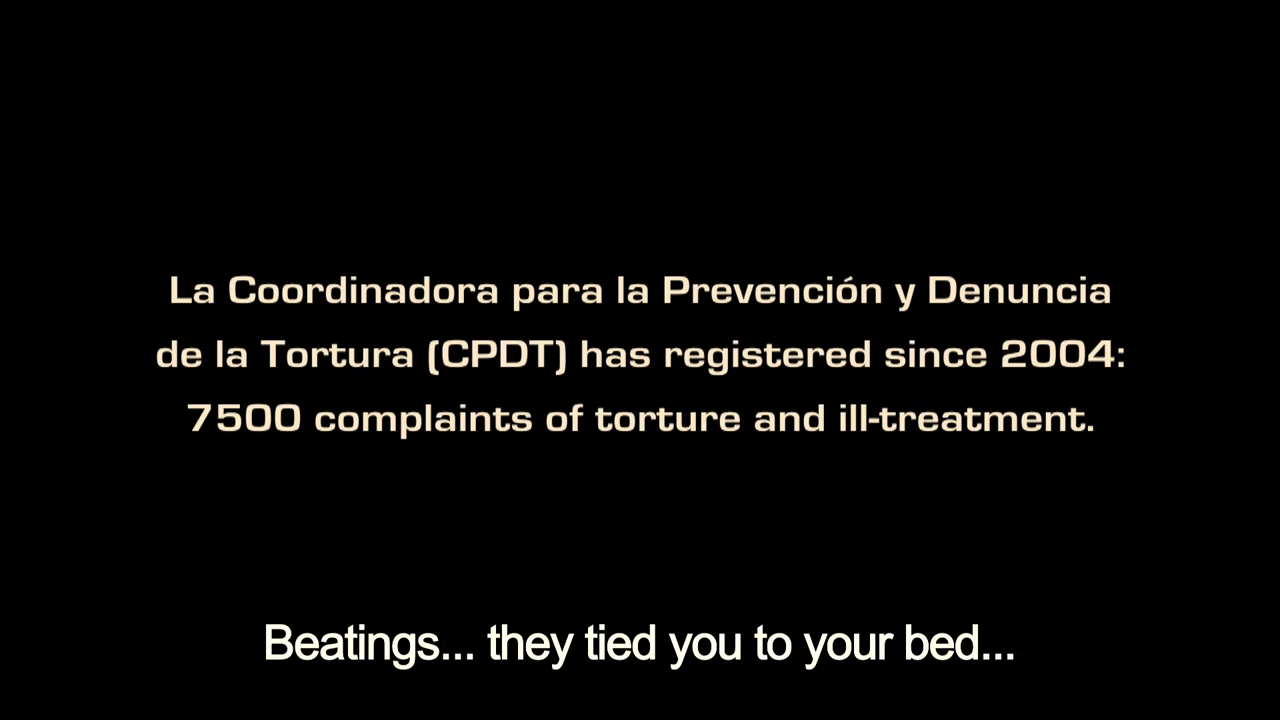 La Coordinadora para la Prevención y Denuncia
de la Tortura (CPDT) has registered since 2004:
7500 complaints of torture and ill-treatment.
Beatings... they tied you to your bed...